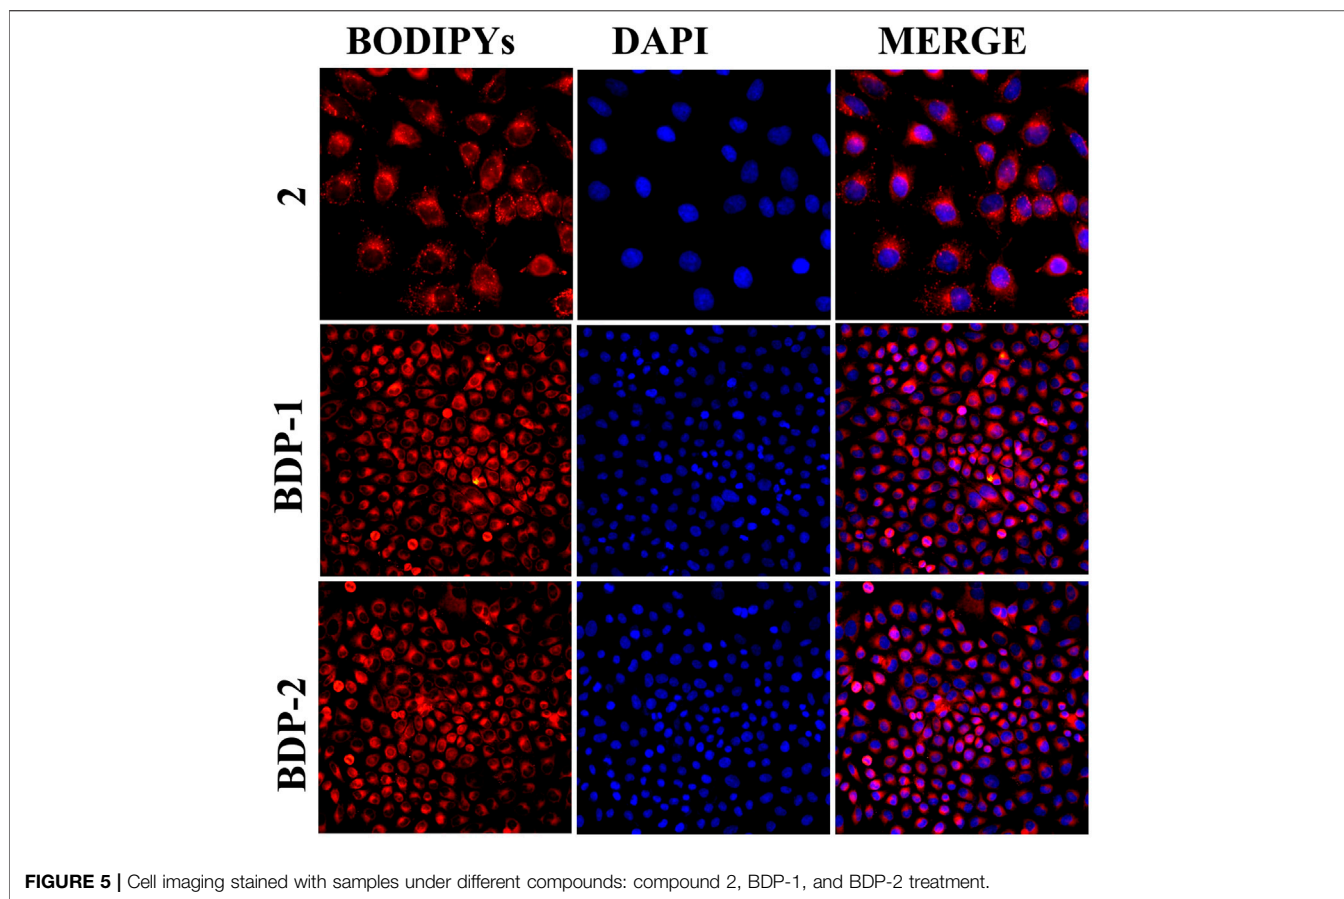 BODIPYs DAPI MERGE
2
BDP-1
BDP-2
FIGURE 5 | Cell imaging stained with samples under different compounds: compound 2, BDP-1, and BDP-2 treatment.